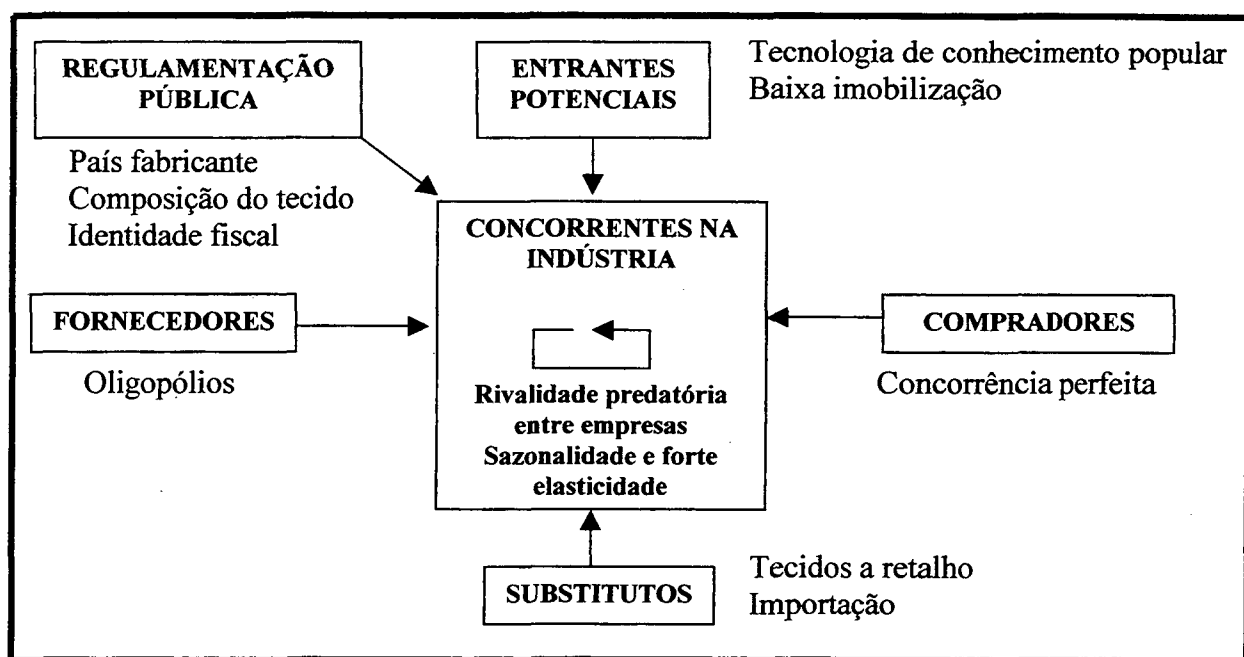 REGULAMENTAÇÃO
PÚBLICA
País fabricante
Composição do tecido
Identidade fiscal
ENTRANTES
POTENCIAIS
Tecnologia de conhecimento popular
Baixa imobilização
FORNECEDORES
Oligopólios
CONCORRENTES NA
INDÚSTRIA
Rivalidade predatória
entre empresas
Sazonalidade e forte
elasticidade
COMPRADORES
Concorrência perfeita
SUBSTITUTOS
Tecidos a retalho
Importação